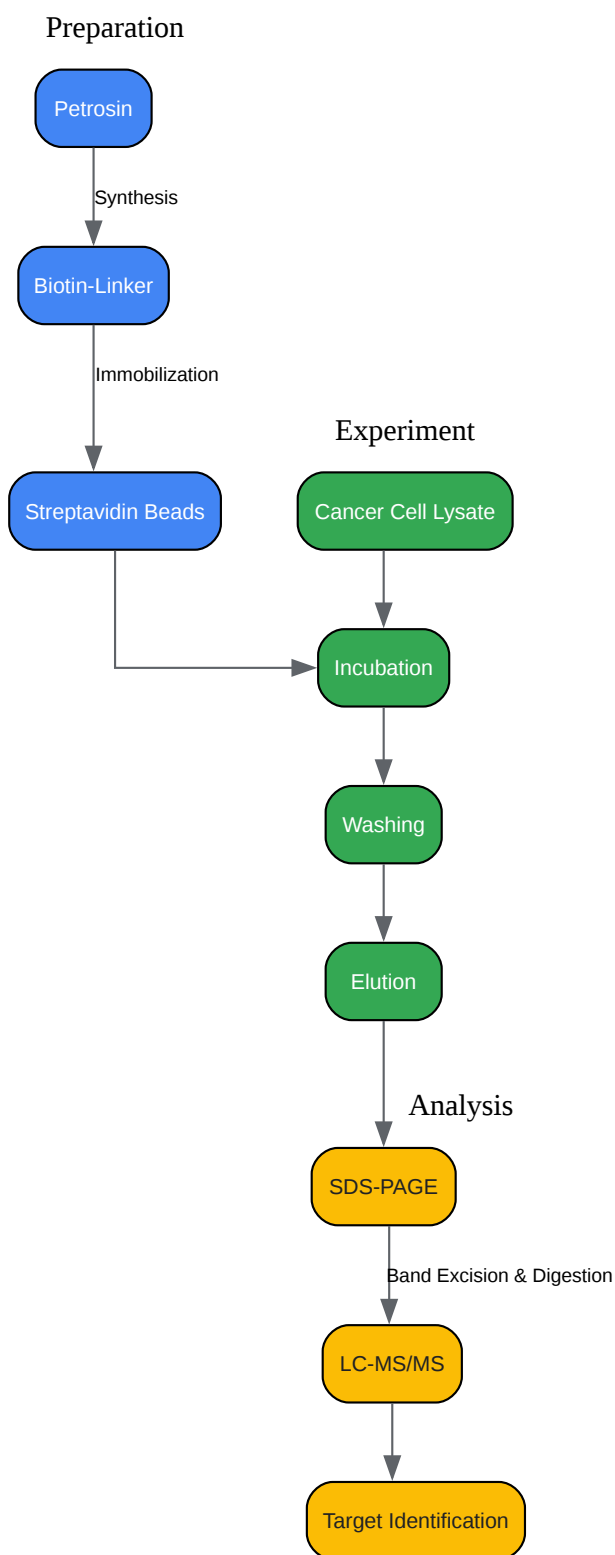 Preparation
Petrosin
Synthesis
Biotin-Linker
Immobilization
Streptavidin Beads
Experiment
Cancer Cell Lysate
Incubation
Washing
Elution
Analysis
SDS-PAGE
Band Excision & Digestion
LC-MS/MS
Target Identification